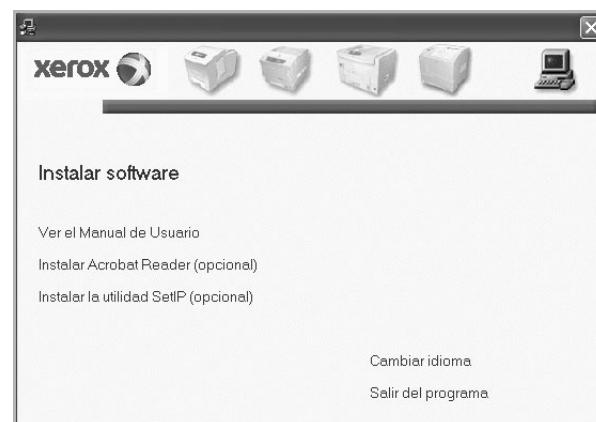 xerox
Instalar software
Ver el Manual de Usuario
Instalar Acrobat Reader (opcional)
Instalar la utilidad SetIP (opcional)
Cambiar idioma
Salir del programa